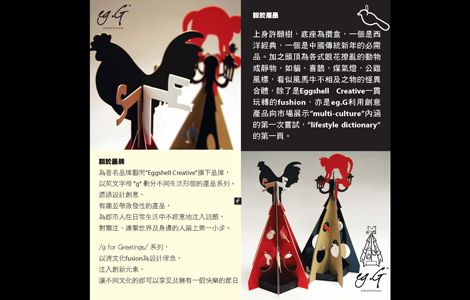 eg.G
關於產品
上身許願樹，底座為攢盒，一個是西
洋經典，一個是中國傳統新年的必開
品。加之頭頂為各式眼花撩亂的動物
或靜物，如貓、喜鵲，煤氣燈，公雞
風標，看似風馬牛不相及之物的怪異
合體，除了是Eggshell Creative一貫
玩轉的fushion，亦是eg.G利用創意
產品向市場展示"multi-culture"內涵
的第一次嘗試，"lifestyle dictionary"
的第一頁。
關於品牌
為著名品牌顧問"Eggshell Creative"旗下品牌，
以英文字母 "g" 劃分不同生活形態的產品系列，
透過設計創意，
有趣並帶啟發性的產品，
為都市人在日常生活中不經意地注入話題，
對關注，連繫世界及身邊的人踏上第一小步。
/g for Greetings/ 系列，
以跨文化fusion為設計理念，
注入創新元素，
讓不同文化的都可以享受及擁有一個快樂的節日
eg.G